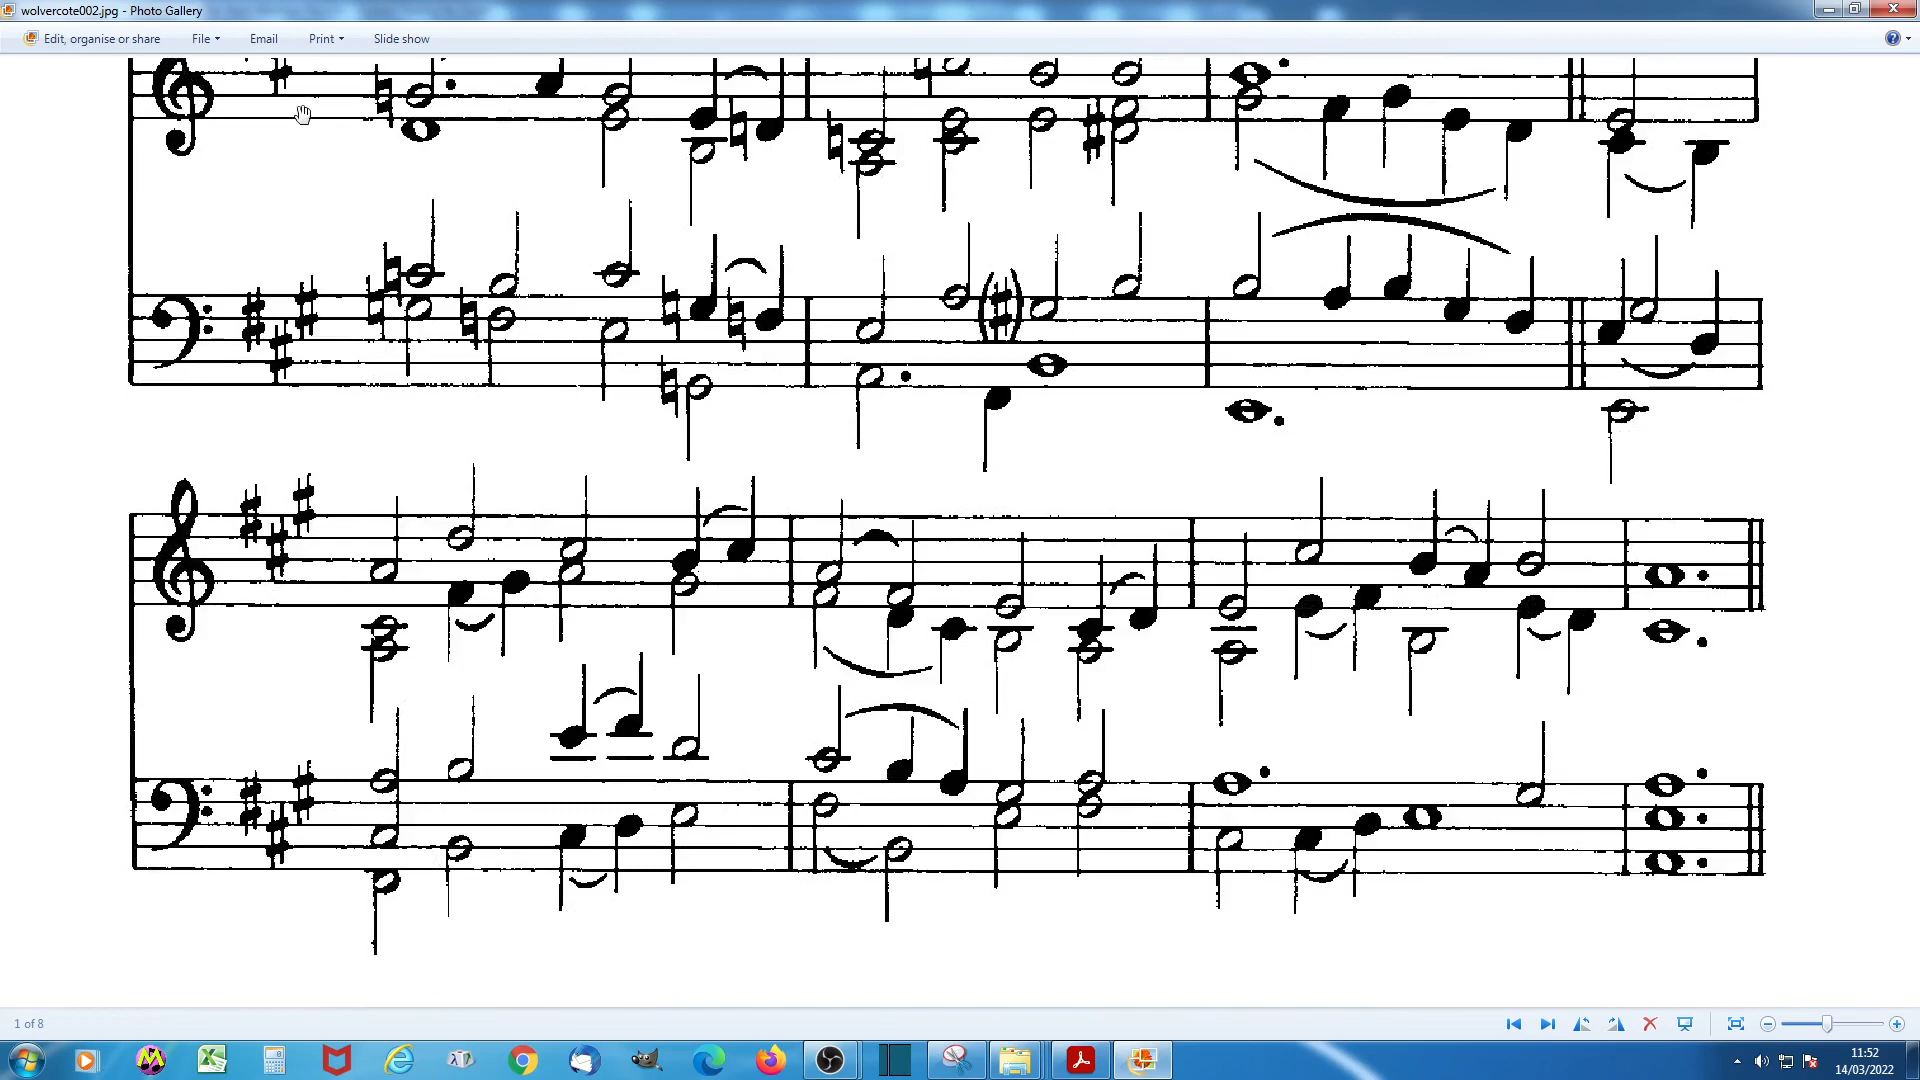 wolvercote002.jpg - Photo Gallery
Edit, organise or share File Email Print Slide show
1 of 8
11:52
14/03/2022